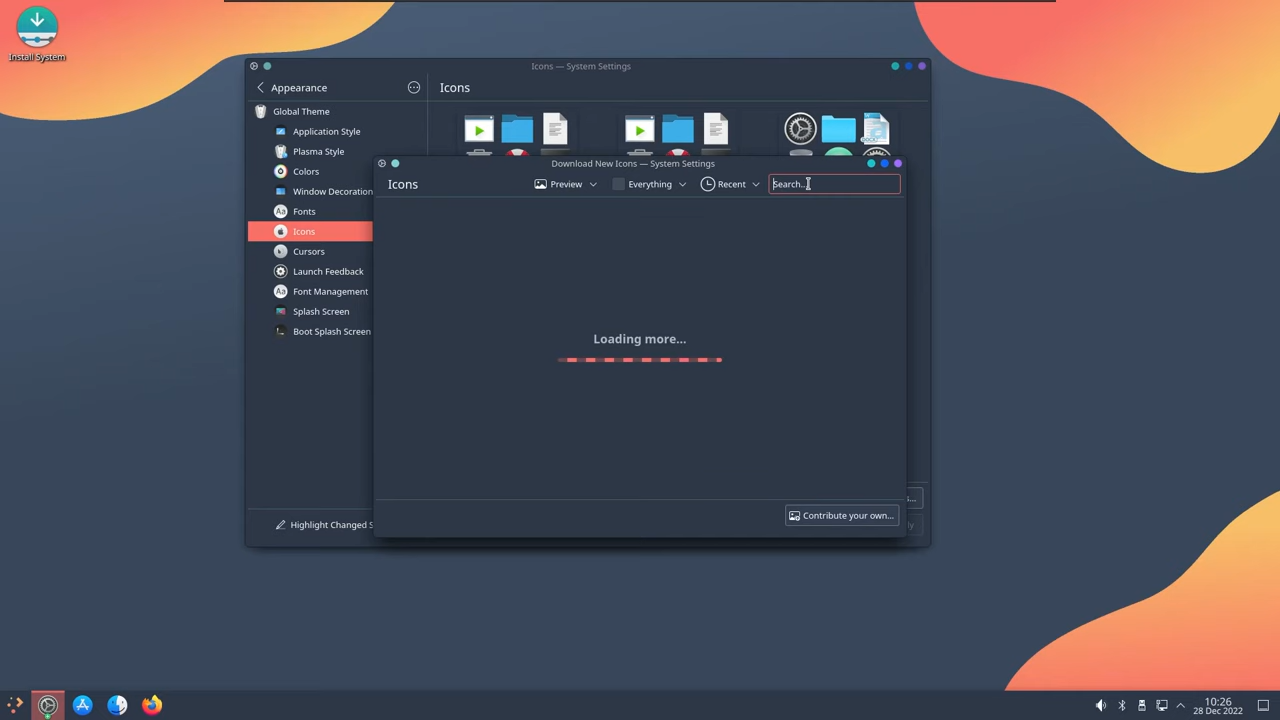 Install System
Icons — System Settings
Appearance
Icons
Global Theme
Application Style
Plasma Style
Colors
Window Decoration
Fonts
Icons
Cursors
Launch Feedback
Font Management
Splash Screen
Boot Splash Screen
Highlight Changed S
Download New Icons — System Settings
Icons
Preview
Everything
Recent
Search...
Loading more...
Contribute your own...
10:26
28 Dec 2022